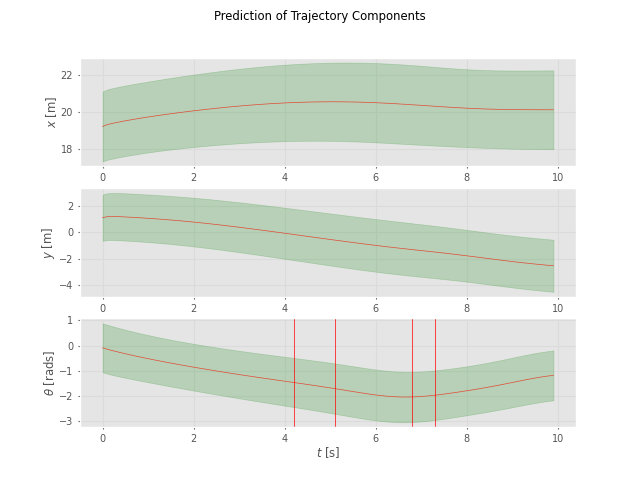 Prediction of Trajectory Components
22
20
18
x [m]
0 2 4 6 8 10
2
0
−2
−4
y [m]
0 2 4 6 8 10
1
0
−1
−2
−3
θ [rads]
0 2 4 6 8 10
t [s]